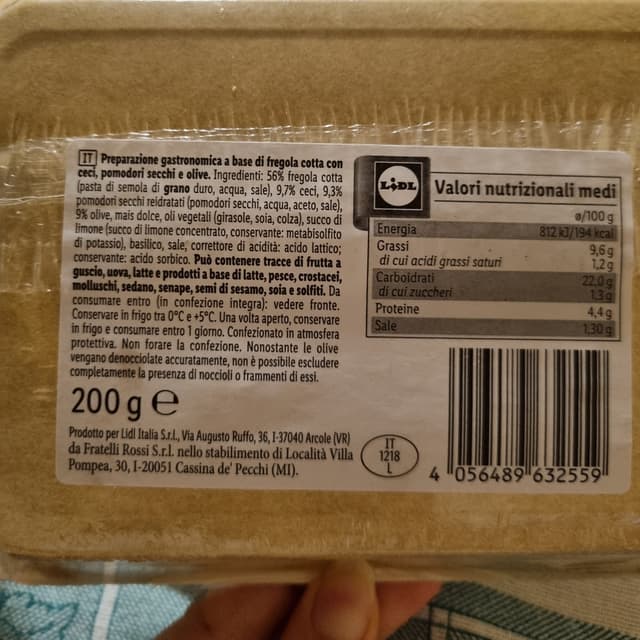 IT Preparazione gastronomica a base di fregola cotta con
ceci, pomodori secchi e olive. Ingredienti: 56% fregola cotta
(pasta di semola di grano duro, acqua, sale), 9,7% ceci, 9,3%
pomodori secchi reidratati (pomodori secchi, acqua, aceto, sale),
9% olive, mais dolce, oli vegetali (girasole, soia, colza), succo di
limone (succo di limone concentrato, conservante: metabisolfito
di potassio), basilico, sale, correttore di acidità: acido lattico;
conservante: acido sorbico. Può contenere tracce di frutta a
guscio, uova, latte e prodotti a base di latte, pesce, crostacei,
molluschi, sedano, senape, semi di sesamo, soia e solfiti. Da
consumare entro (in confezione integra): vedere fronte.
Conservare in frigo tra 0°C e +5°C. Una volta aperto, conservare
in frigo e consumare entro 1 giorno. Confezionato in atmosfera
protettiva. Non forare la confezione. Nonostante le olive
vengano denocciolate accuratamente, non è possibile escludere
completamente la presenza di noccioli o frammenti di essi.
200 g e
Prodotto per Lidl Italia S.r.l., Via Augusto Ruffo, 36, I-37040 Arcole (VR)
da Fratelli Rossi S.r.l. nello stabilimento di Località Villa
Pompea, 30, I-20051 Cassina de' Pecchi (MI).
IT
1218
L
LIDL
Valori nutrizionali medi
ø/100 g
Energia 812 kJ/194 kcal
Grassi 9,6 g
di cui acidi grassi saturi 1,2 g
Carboidrati 22,0 g
di cui zuccheri 1,3 g
Proteine 4,4 g
Sale 1,30 g
4 056489 632559